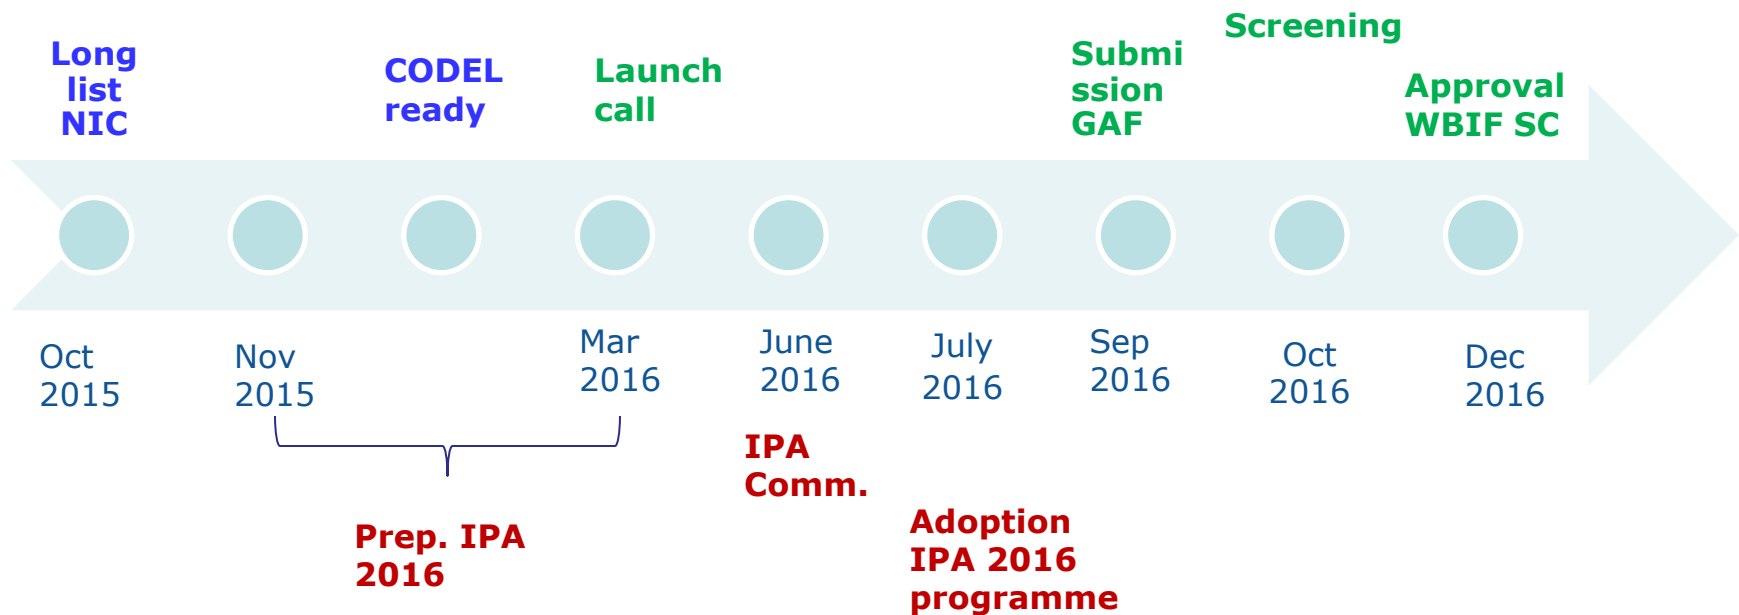 Long
list
NIC
CODEL
ready
Launch
call
Submi
ssion
GAF
Screening
Approval
WBIF SC
Oct
2015
Nov
2015
Mar
2016
June
2016
July
2016
Sep
2016
Oct
2016
Dec
2016
IPA
Comm.
Prep. IPA
2016
Adoption
IPA 2016
programme